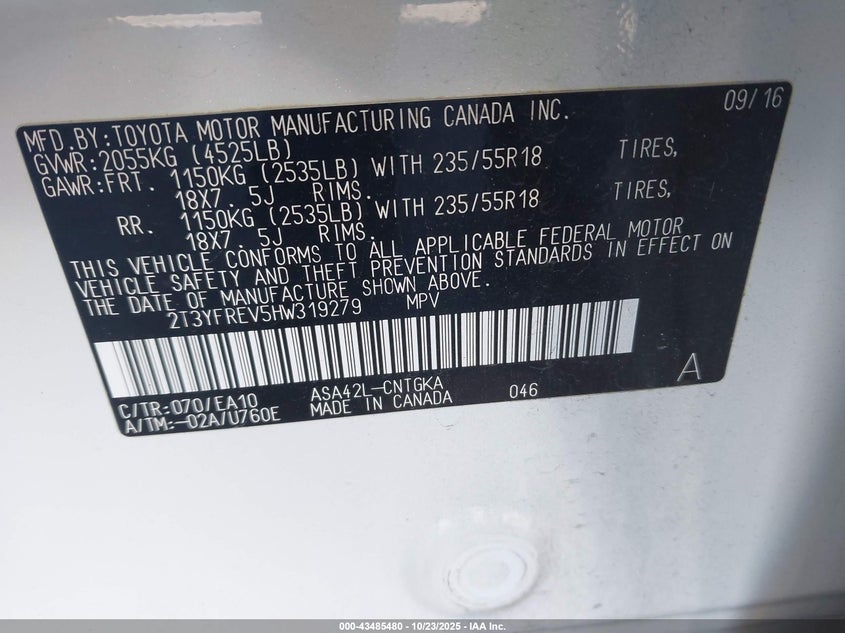 MFD.BY:TOYOTA MOTOR MANUFACTURING CANADA INC. 09/16
GVWR:2055KG (4525LB)
GAWR:FRT. 1150KG (2535LB) WITH 235/55R18 TIRES,
18X7. 5J RIMS.
RR. 1150KG (2535LB) WITH 235/55R18 TIRES,
18X7. 5J RIMS.
THIS VEHICLE CONFORMS TO ALL APPLICABLE FEDERAL MOTOR
VEHICLE SAFETY AND THEFT PREVENTION STANDARDS IN EFFECT ON
THE DATE OF MANUFACTURE SHOWN ABOVE.
2T3YFREV5HW319279 MPV
C/TR:070/EA10 ASA42L-CNTGKA 046 A
A/TM:-02A/U760E MADE IN CANADA
000-43485480 - 10/23/2025 - IAA Inc.